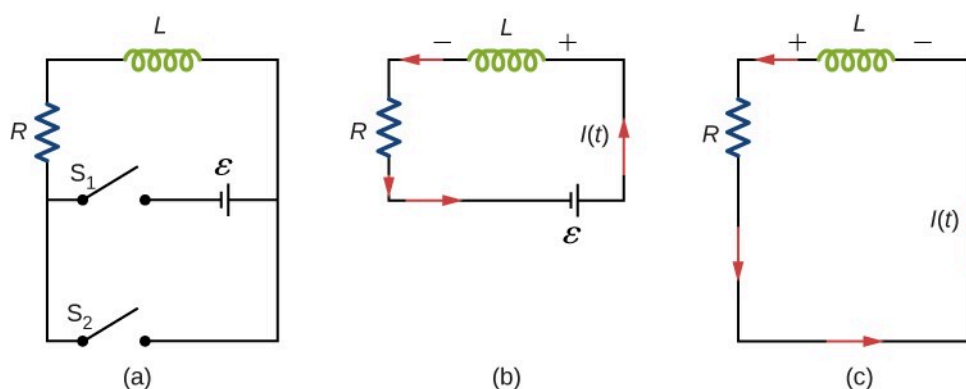 L
R
S1
ε
S2
(a)
− L +
R
I(t)
ε
(b)
+ L −
R
I(t)
(c)